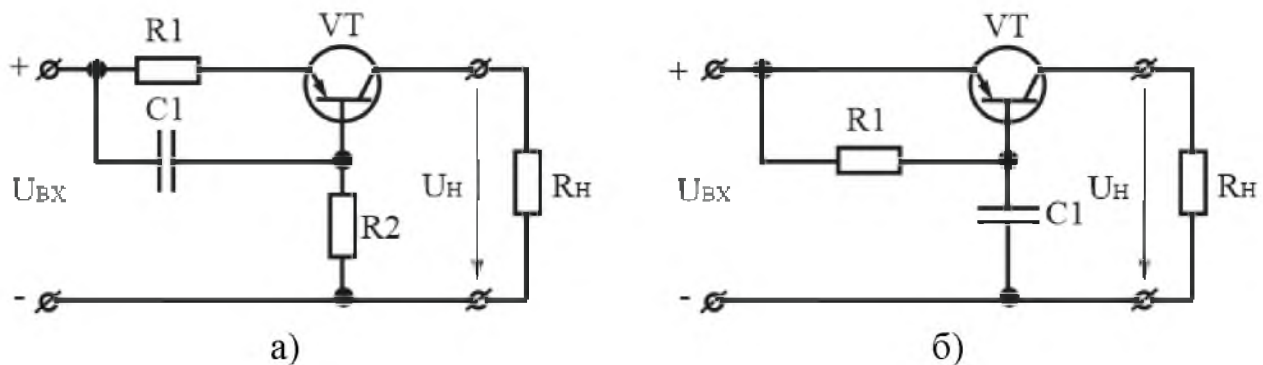 VT
R1
+
C1
UВХ
UН
RН
R2
-
а)
VT
+
R1
UВХ
UН
RН
C1
-
б)